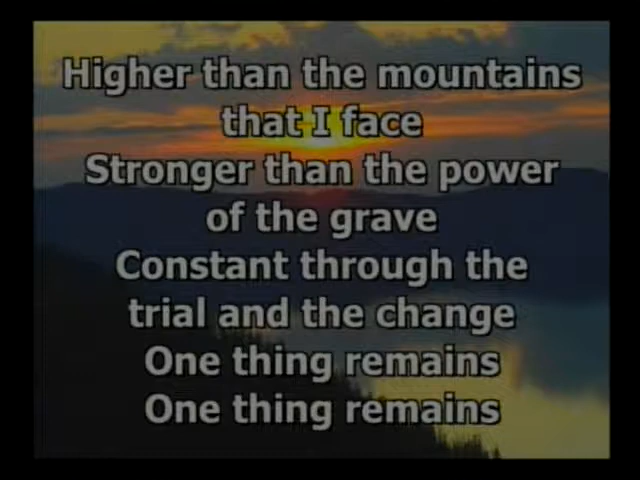 Higher than the mountains
that I face
Stronger than the power
of the grave
Constant through the
trial and the change
One thing remains
One thing remains